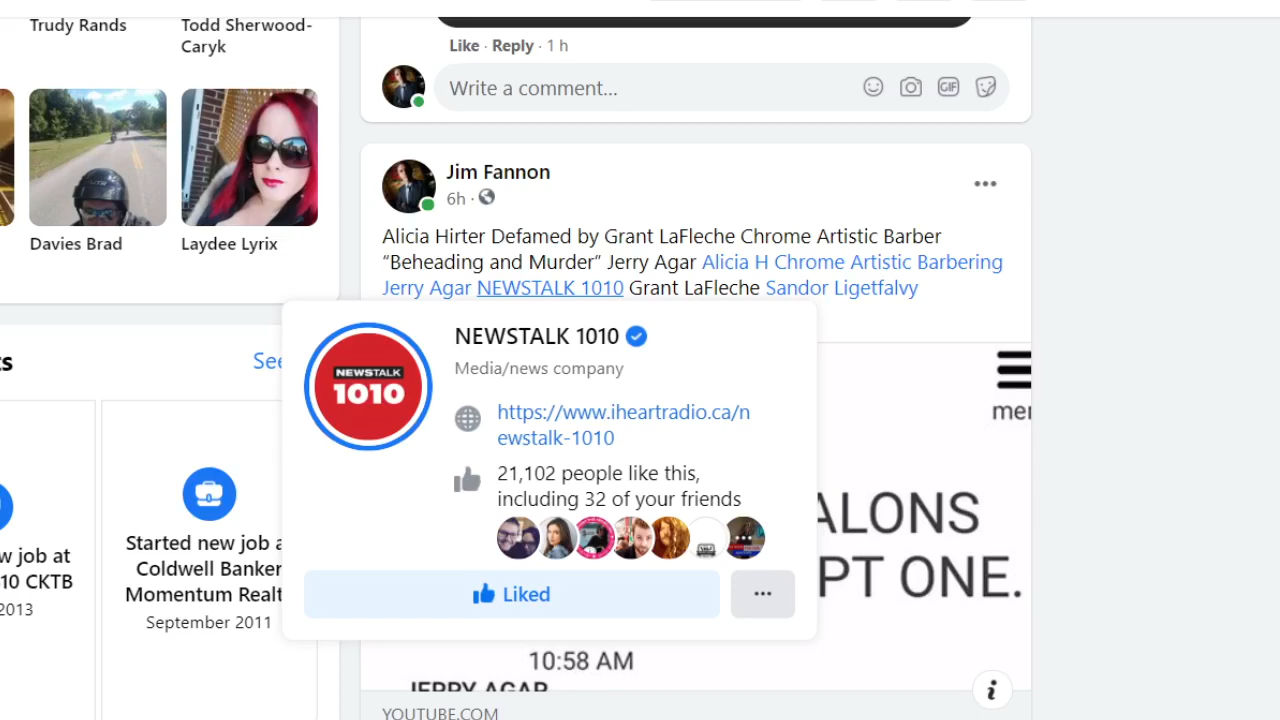 Trudy Rands
Todd Sherwood-
Caryk
Davies Brad
Laydee Lyrix
See
w job at
10 CKTB
2013
Started new job a
Coldwell Banker
Momentum Realt
September 2011
Like · Reply · 1 h
Write a comment...
GIF
Jim Fannon
6h ·
Alicia Hirter Defamed by Grant LaFleche Chrome Artistic Barber
“Beheading and Murder” Jerry Agar Alicia H Chrome Artistic Barbering
Jerry Agar NEWSTALK 1010 Grant LaFleche Sandor Ligetfalvy
NEWSTALK
1010
NEWSTALK 1010
Media/news company
https://www.iheartradio.ca/n
ewstalk-1010
21,102 people like this,
including 32 of your friends
Liked
mer
ALONS
PT ONE.
10:58 AM
JERRY AGAR
YOUTUBE.COM